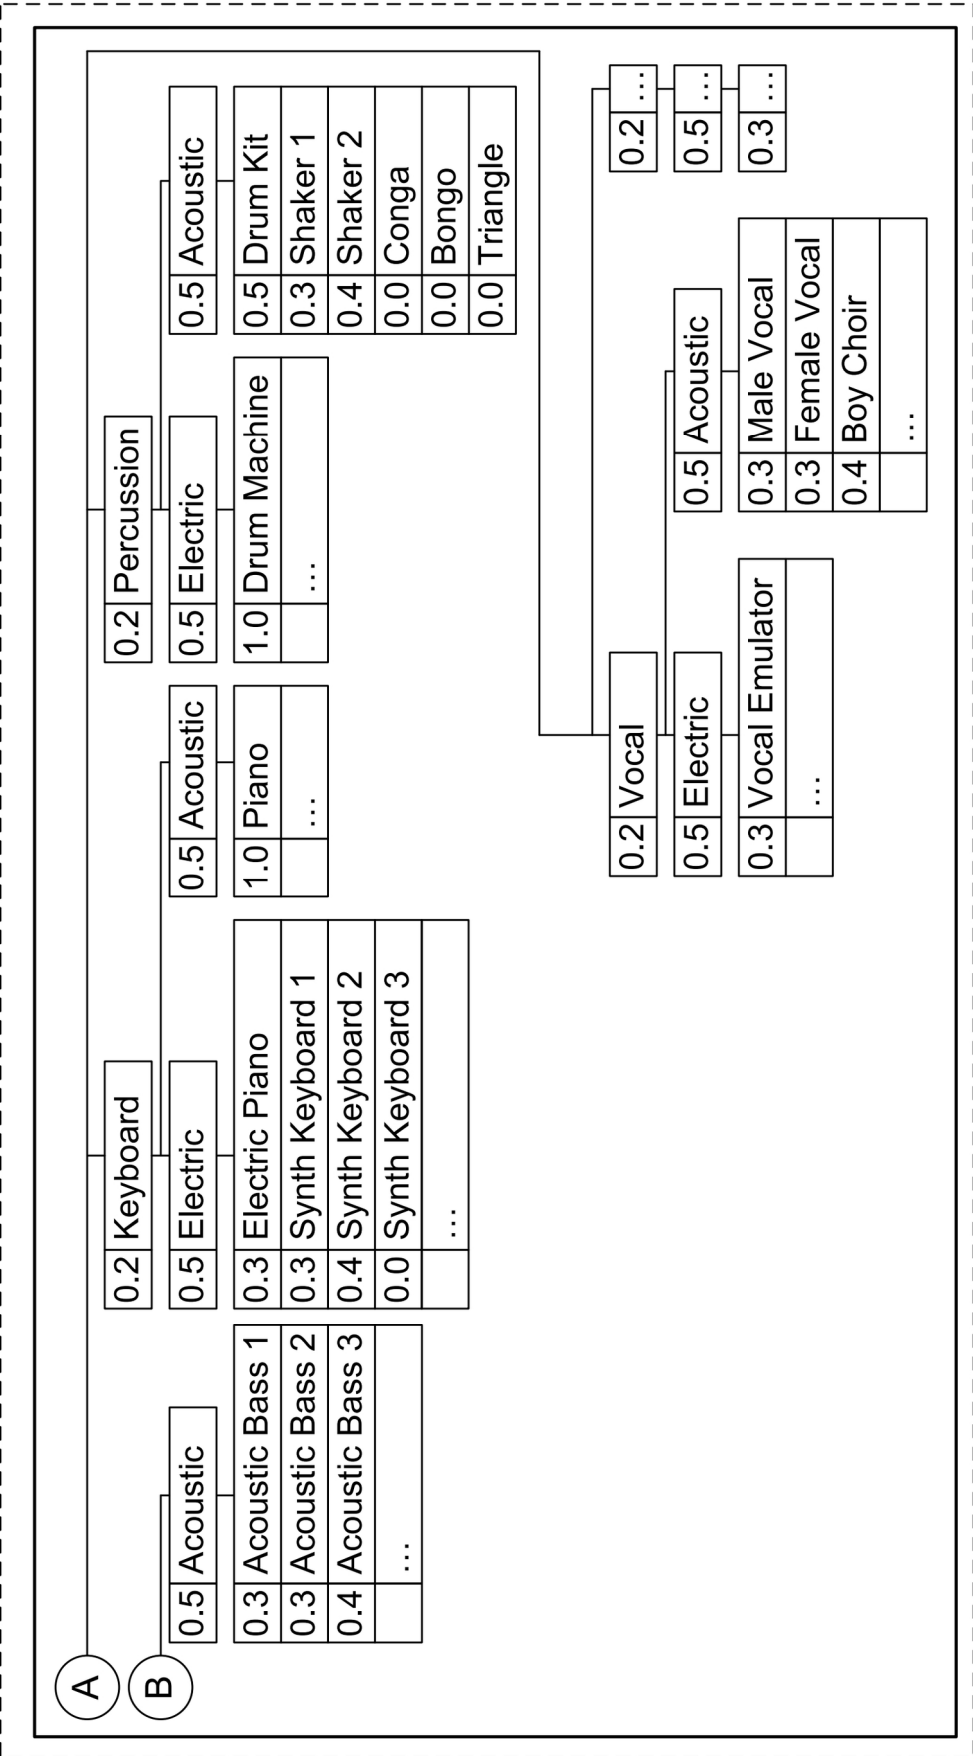 A
B
0.5 Acoustic
0.3 Acoustic Bass 1
0.3 Acoustic Bass 2
0.4 Acoustic Bass 3
...
0.2 Keyboard
0.5 Electric
0.3 Electric Piano
0.3 Synth Keyboard 1
0.4 Synth Keyboard 2
0.0 Synth Keyboard 3
...
0.5 Acoustic
1.0 Piano
...
0.2 Percussion
0.5 Electric
1.0 Drum Machine
...
0.5 Acoustic
0.5 Drum Kit
0.3 Shaker 1
0.4 Shaker 2
0.0 Conga
0.0 Bongo
0.0 Triangle
0.2 Vocal
0.5 Electric
0.3 Vocal Emulator
...
0.5 Acoustic
0.3 Male Vocal
0.3 Female Vocal
0.4 Boy Choir
...
0.2 ...
0.5 ...
0.3 ...